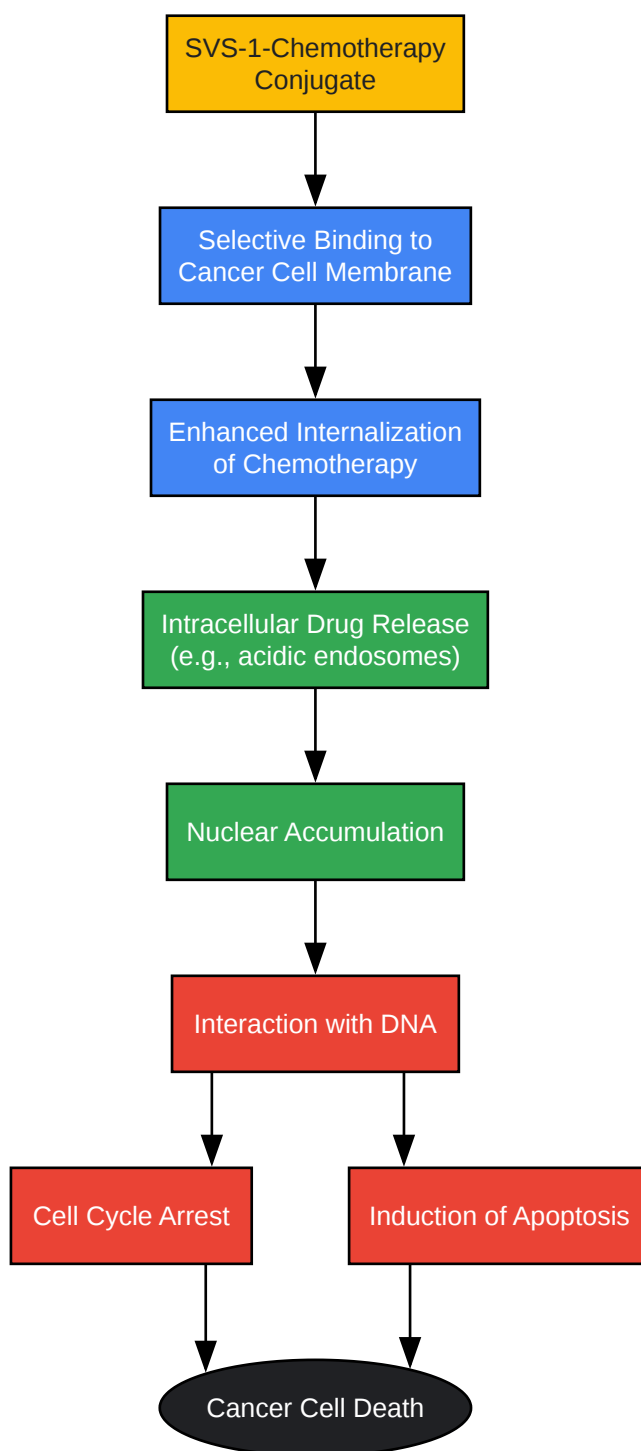 SVS-1-Chemotherapy
Conjugate
Selective Binding to
Cancer Cell Membrane
Enhanced Internalization
of Chemotherapy
Intracellular Drug Release
(e.g., acidic endosomes)
Nuclear Accumulation
Interaction with DNA
Cell Cycle Arrest
Induction of Apoptosis
Cancer Cell Death